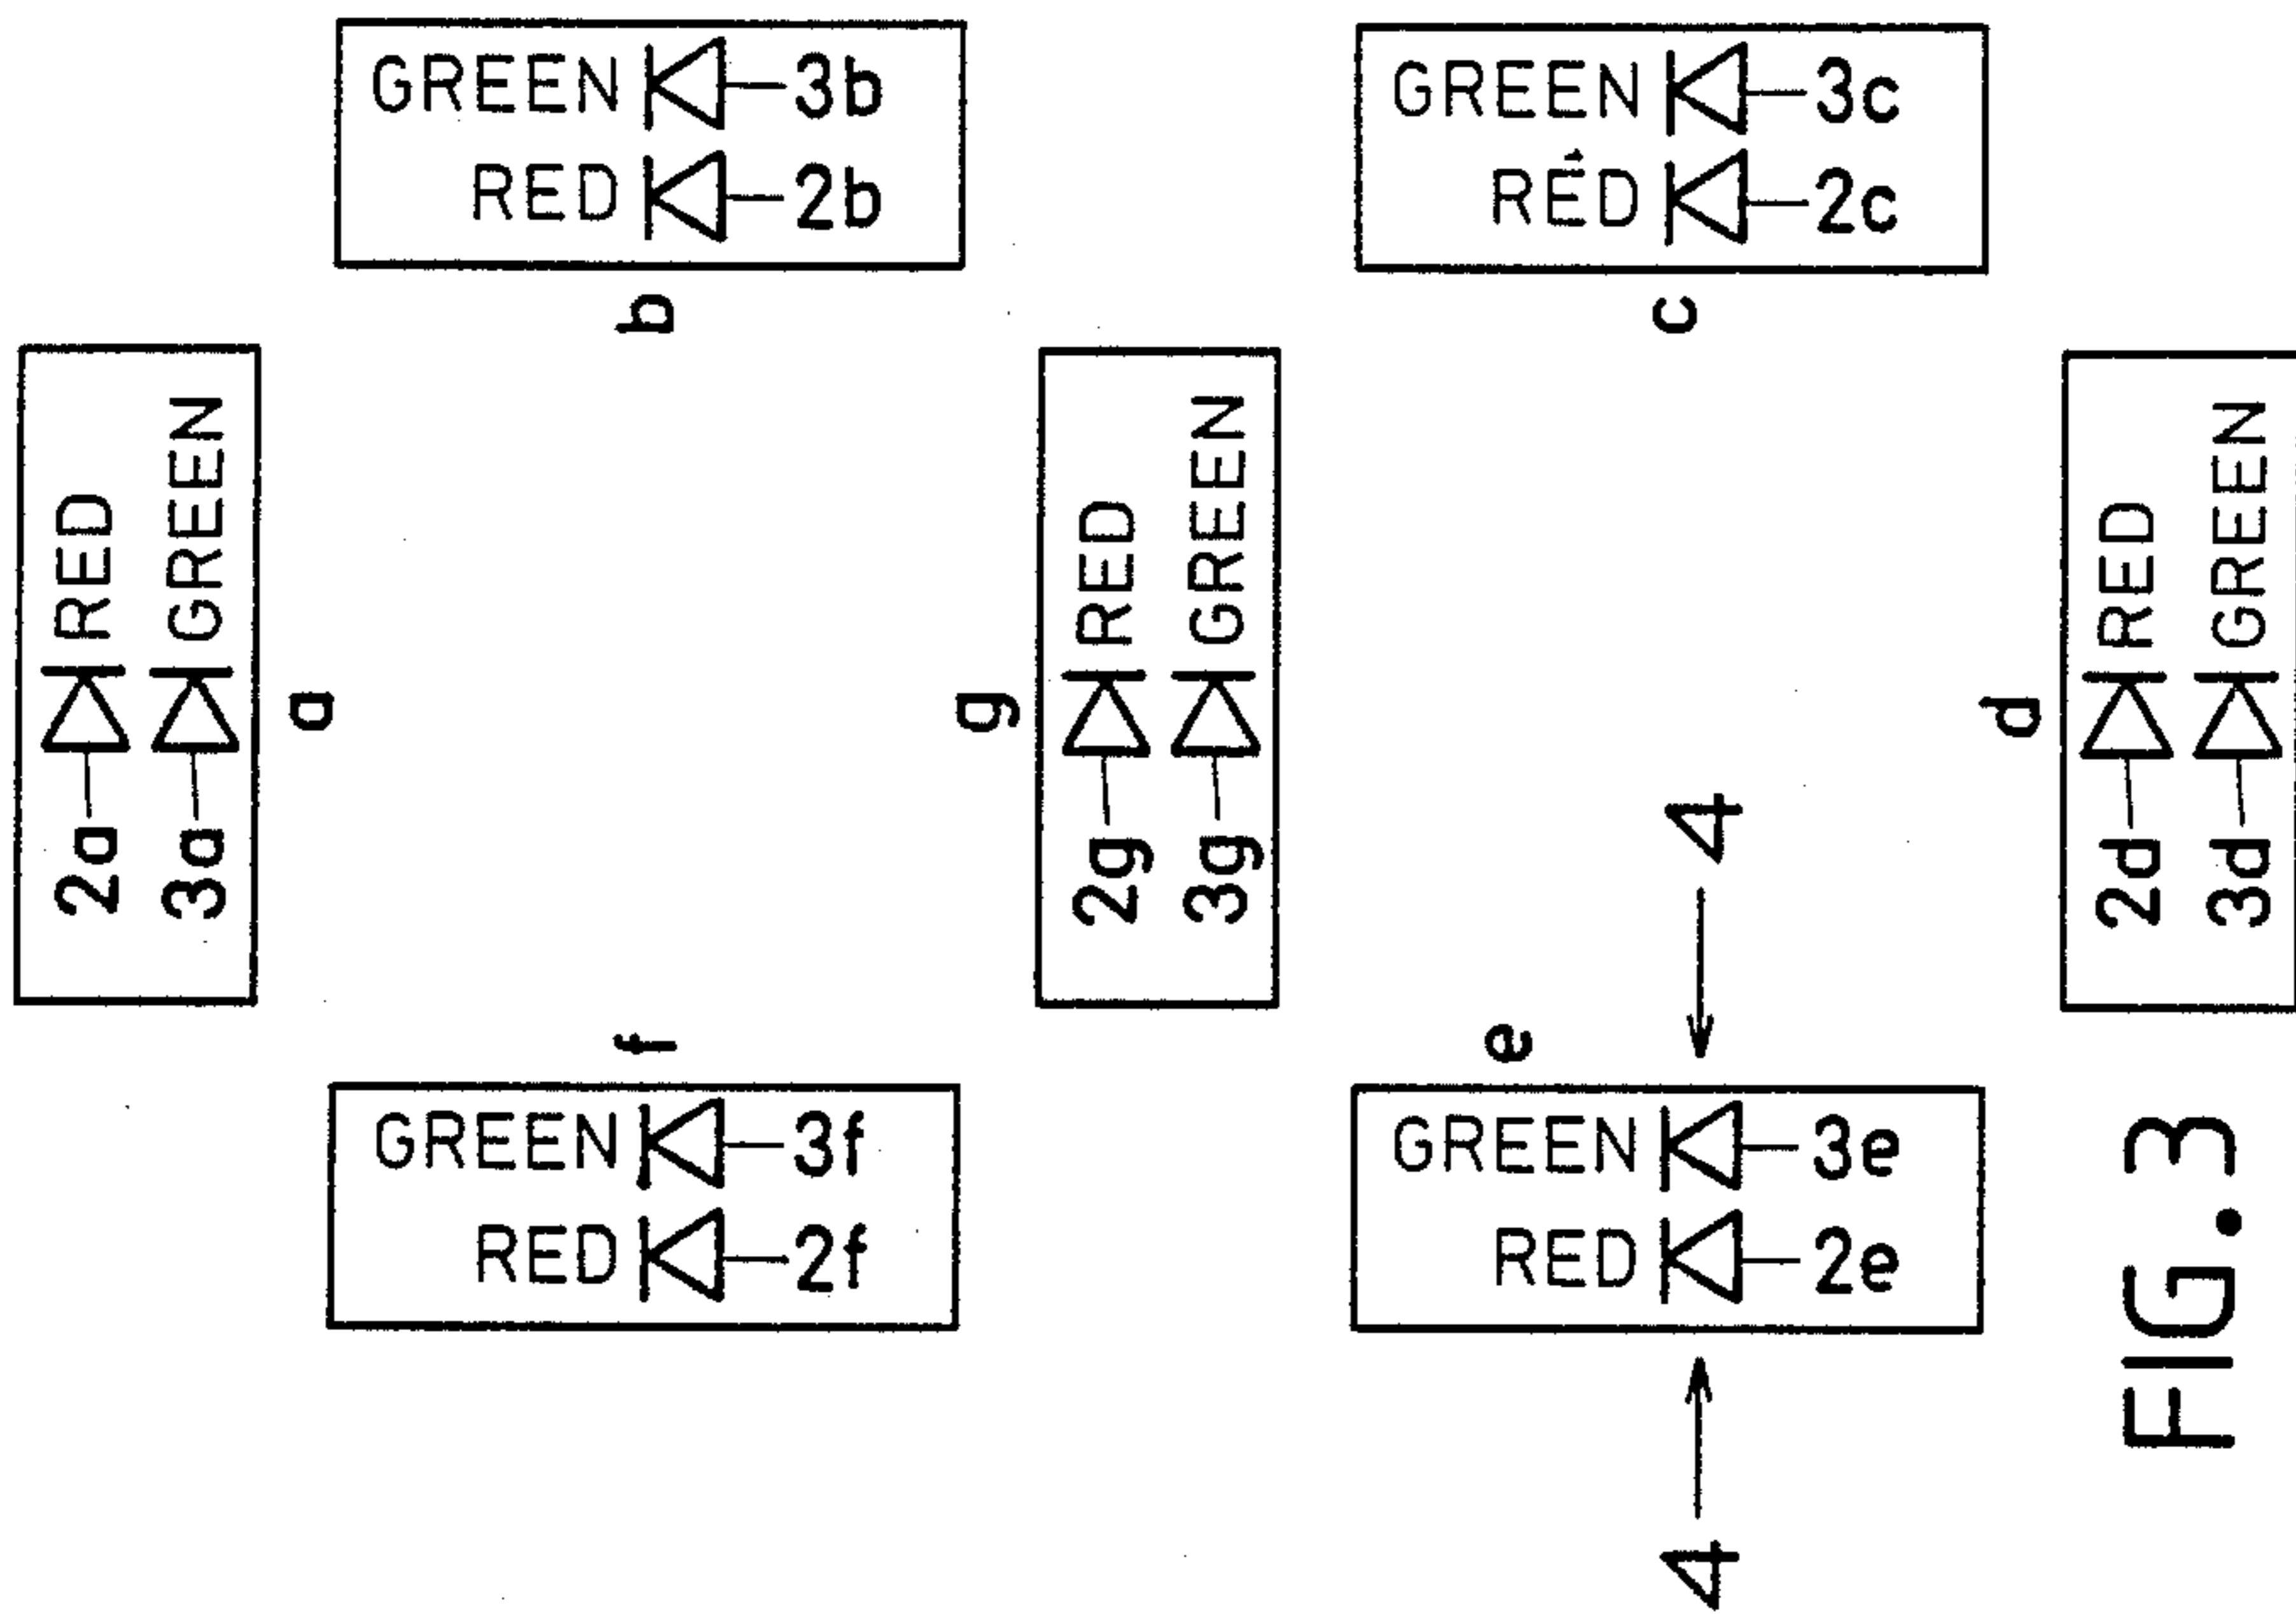 GREEN 3b
RED 2b
b
GREEN 3c
RED 2c
c
2a RED
3a GREEN
a
g
2g RED
3g GREEN
d
2d RED
3d GREEN
f
GREEN 3f
RED 2f
e
GREEN 3e
RED 2e
4
4
FIG. 3